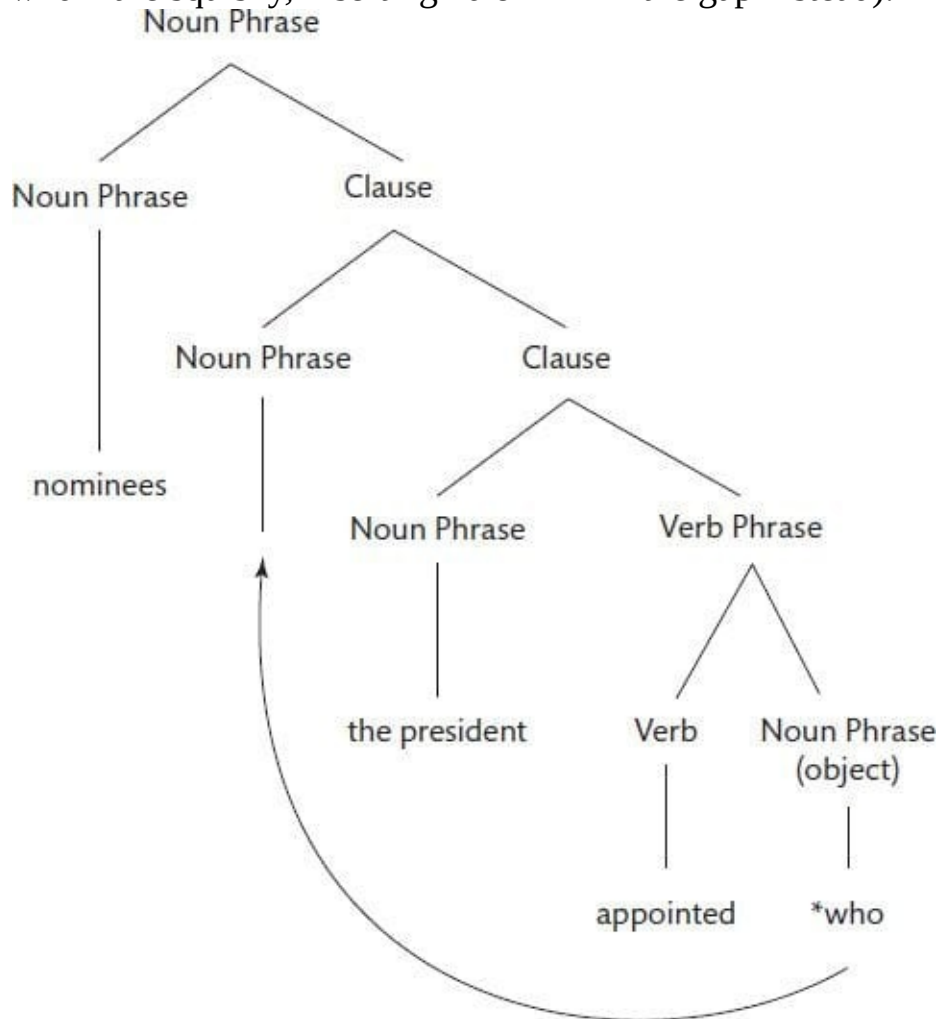 Noun Phrase
Noun Phrase
Clause
Noun Phrase
Clause
nominees
Noun Phrase
Verb Phrase
the president
Verb
Noun Phrase
(object)
appointed
*who